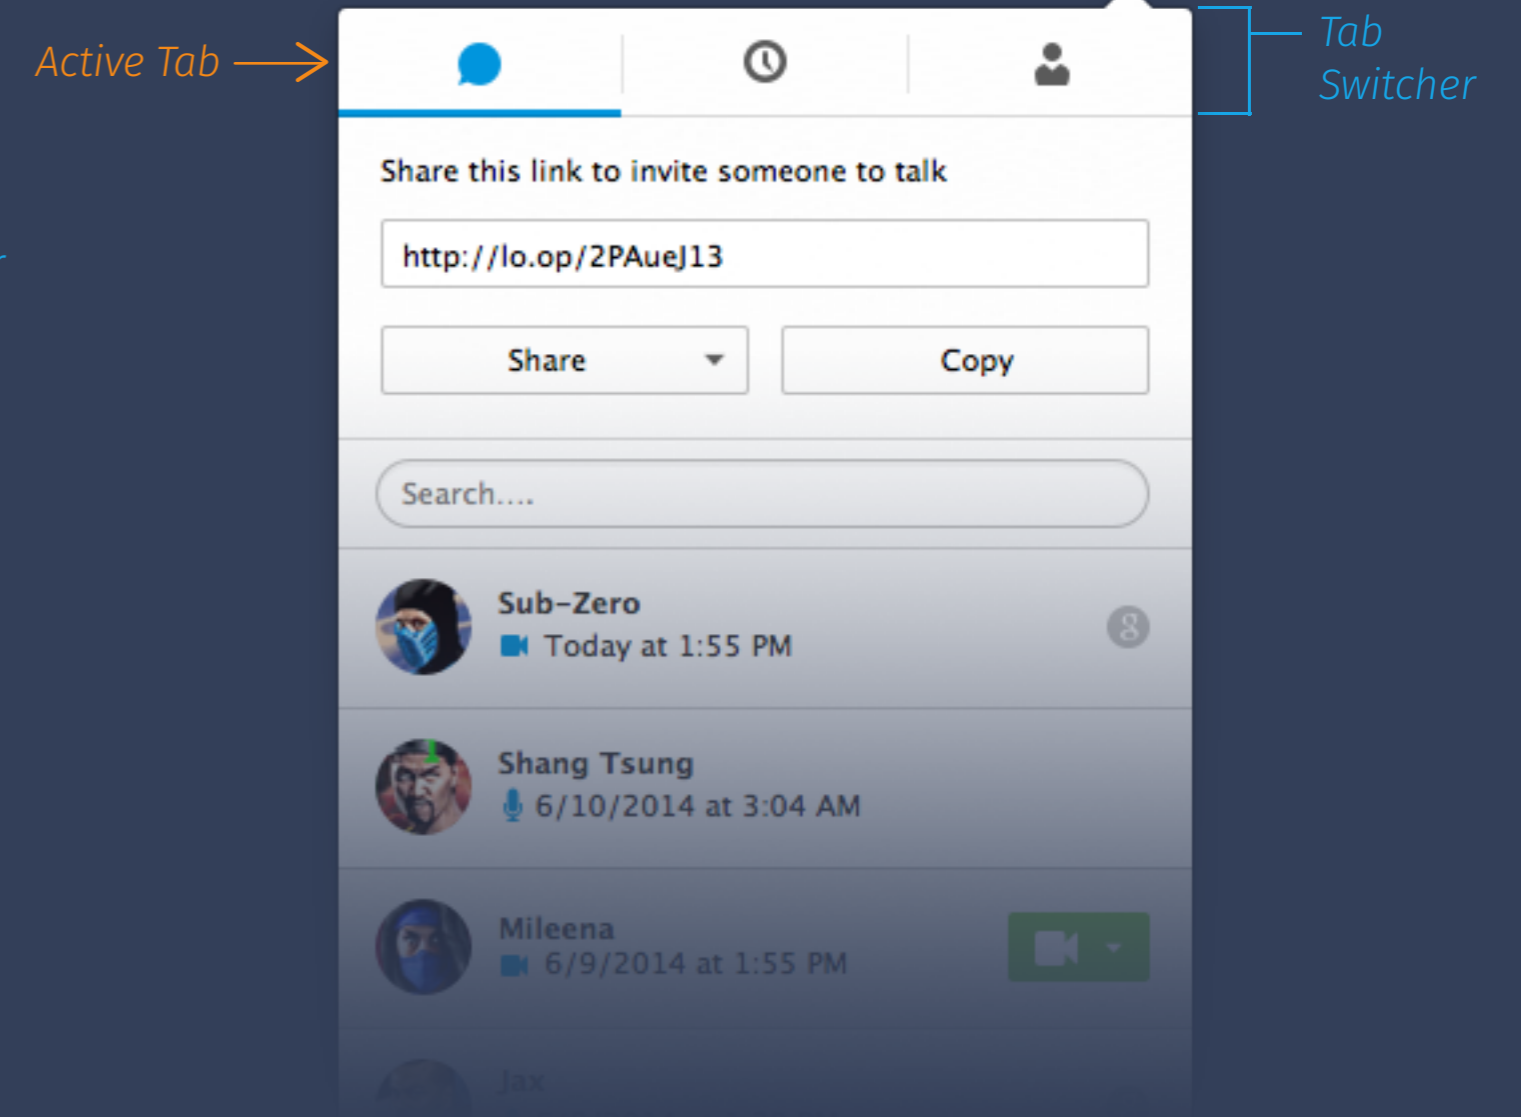 Active Tab
Tab
Switcher
Share this link to invite someone to talk
http://lo.op/2PAueJ13
Share
Copy
Search....
Sub-Zero
Today at 1:55 PM
8
Shang Tsung
6/10/2014 at 3:04 AM
Mileena
6/9/2014 at 1:55 PM
Jax